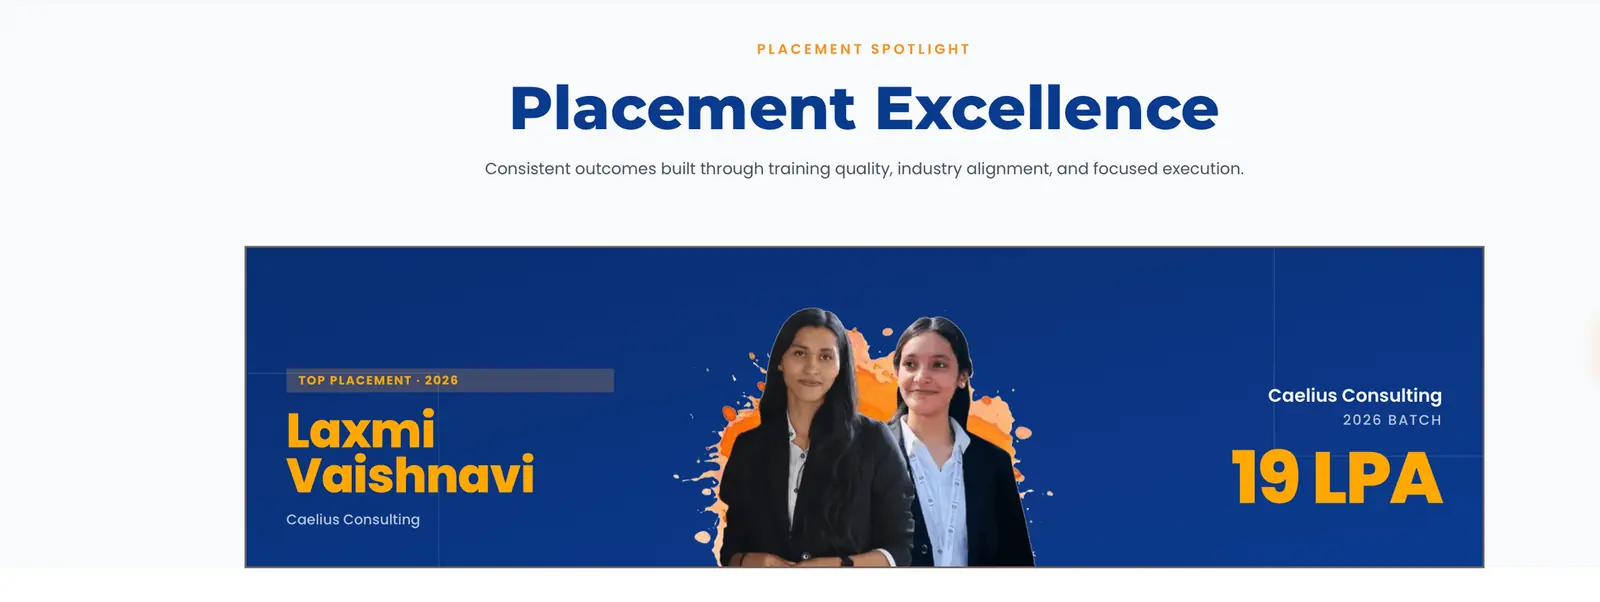 PLACEMENT SPOTLIGHT
Placement Excellence
Consistent outcomes built through training quality, industry alignment, and focused execution.
TOP PLACEMENT · 2026
Laxmi
Vaishnavi
Caelius Consulting
Caelius Consulting
2026 BATCH
19 LPA